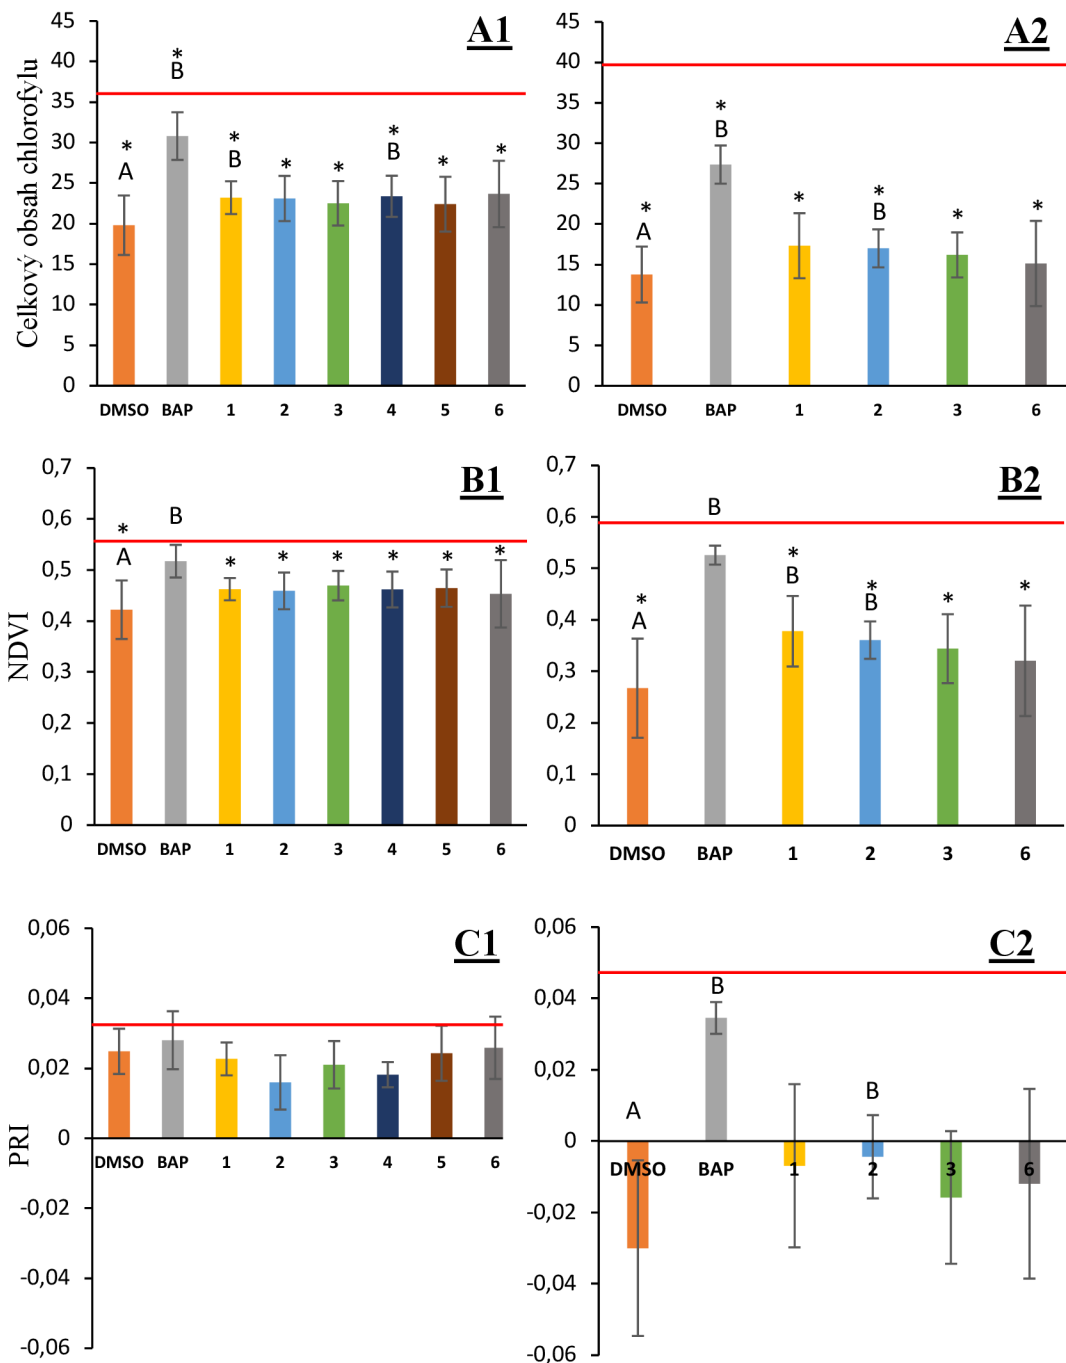 A1
Celkový obsah chlorofylu
45
40
35
30
25
20
15
10
5
0
* * * * * * * *
A B B B
DMSO BAP 1 2 3 4 5 6
A2
45
40
35
30
25
20
15
10
5
0
* * * * * *
A B B
DMSO BAP 1 2 3 6
B1
NDVI
0,7
0,6
0,5
0,4
0,3
0,2
0,1
0
* * * * * * *
A B
DMSO BAP 1 2 3 4 5 6
B2
0,7
0,6
0,5
0,4
0,3
0,2
0,1
0
* * * * *
A B B B
DMSO BAP 1 2 3 6
C1
PRI
0,06
0,04
0,02
0
-0,02
-0,04
-0,06
DMSO BAP 1 2 3 4 5 6
C2
0,06
0,04
0,02
0
-0,02
-0,04
-0,06
A B B
DMSO BAP 1 2 3 6